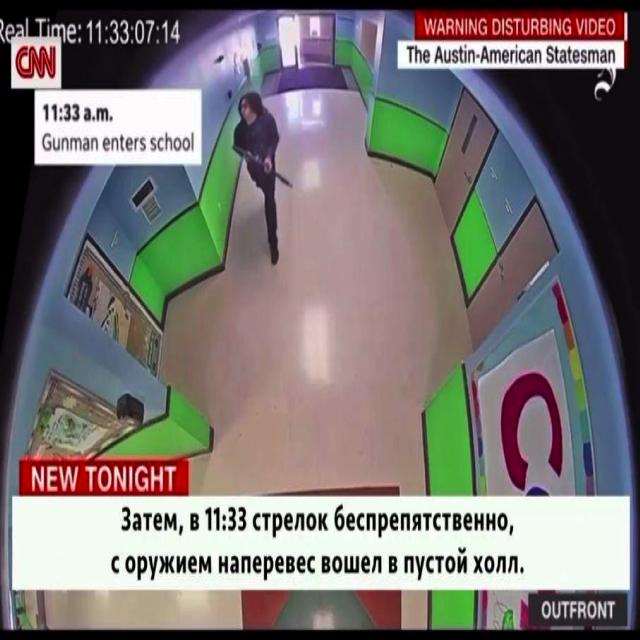 Real Time: 11:33:07:14
CNN
WARNING DISTURBING VIDEO
The Austin-American Statesman
11:33 a.m.
Gunman enters school
C
NEW TONIGHT
Затем, в 11:33 стрелок беспрепятственно,
с оружием наперевес вошел в пустой холл.
OUTFRONT